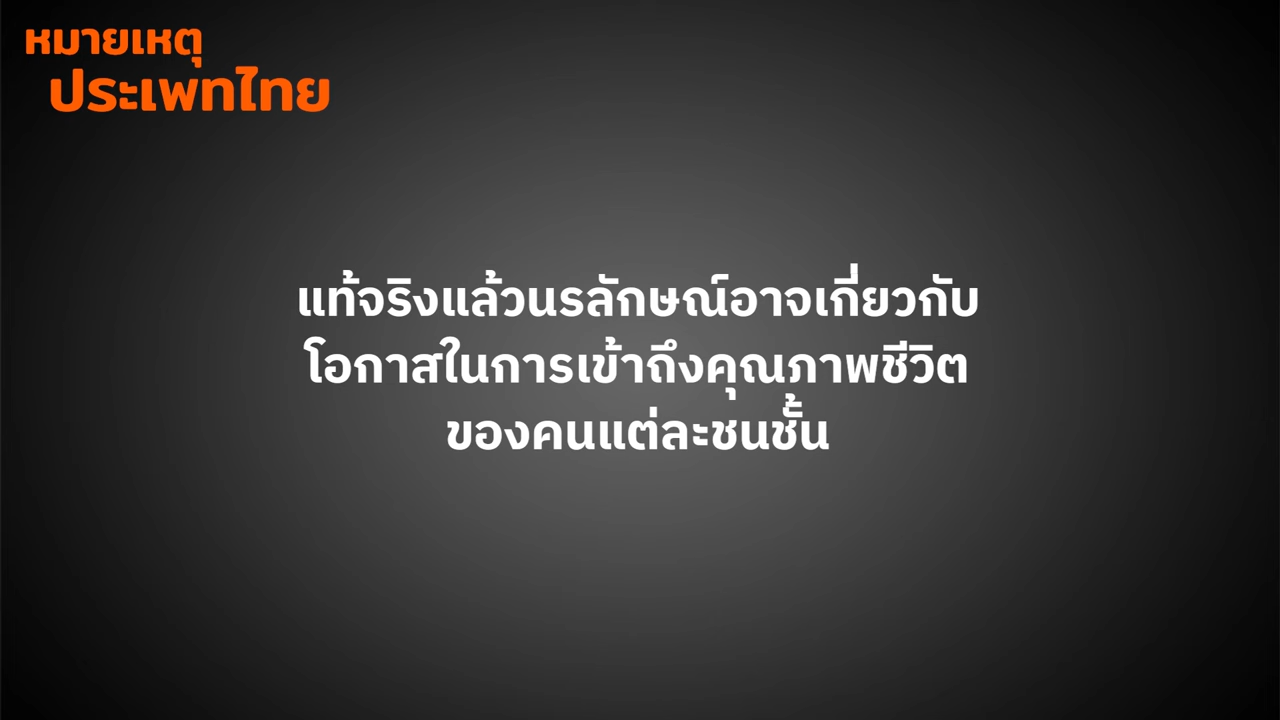 หมายเหตุ
ประเพทไทย
แท้จริงแล้วนรลักษณ์อาจเกี่ยวกับ
โอกาสในการเข้าถึงคุณภาพชีวิต
ของคนแต่ละชนชั้น